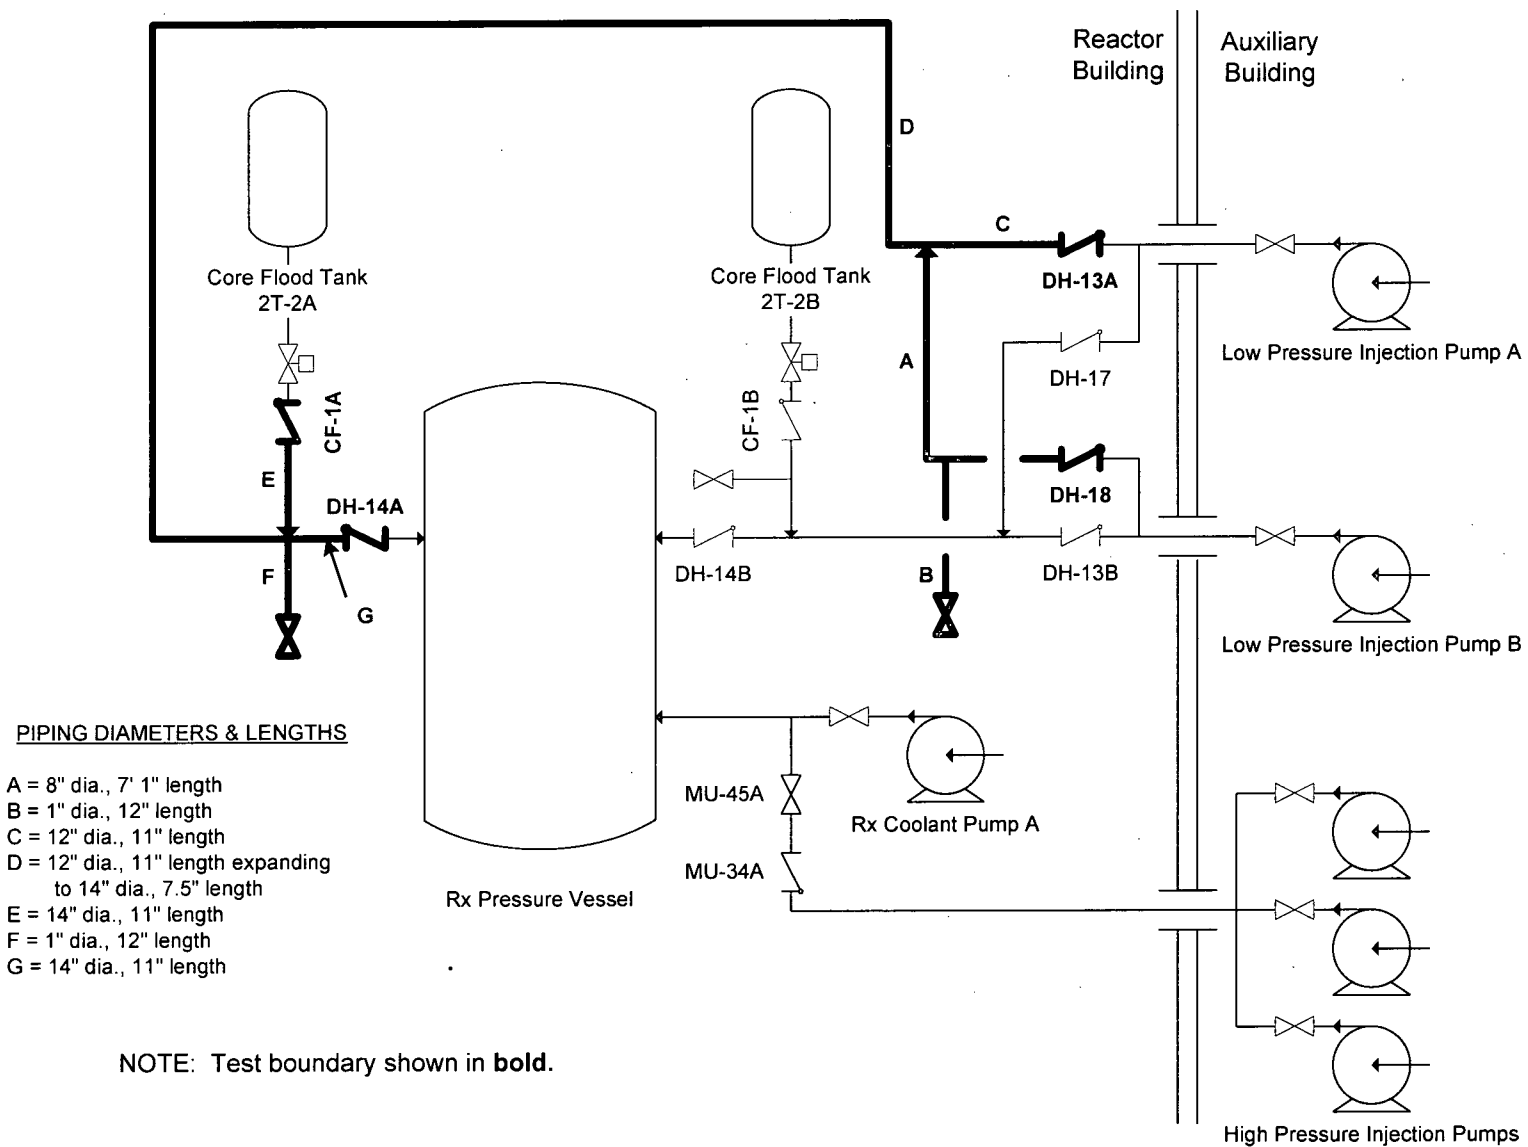 Reactor
Building
Auxiliary
Building
D
C
Core Flood Tank
2T-2A
Core Flood Tank
2T-2B
DH-13A
Low Pressure Injection Pump A
A
DH-17
CF-1A
CF-1B
E
DH-14A
DH-18
F
G
DH-14B
B
DH-13B
Low Pressure Injection Pump B
PIPING DIAMETERS & LENGTHS
A = 8" dia., 7' 1" length
B = 1" dia., 12" length
C = 12" dia., 11" length
D = 12" dia., 11" length expanding
to 14" dia., 7.5" length
E = 14" dia., 11" length
F = 1" dia., 12" length
G = 14" dia., 11" length
MU-45A
Rx Coolant Pump A
MU-34A
Rx Pressure Vessel
NOTE: Test boundary shown in bold.
High Pressure Injection Pumps